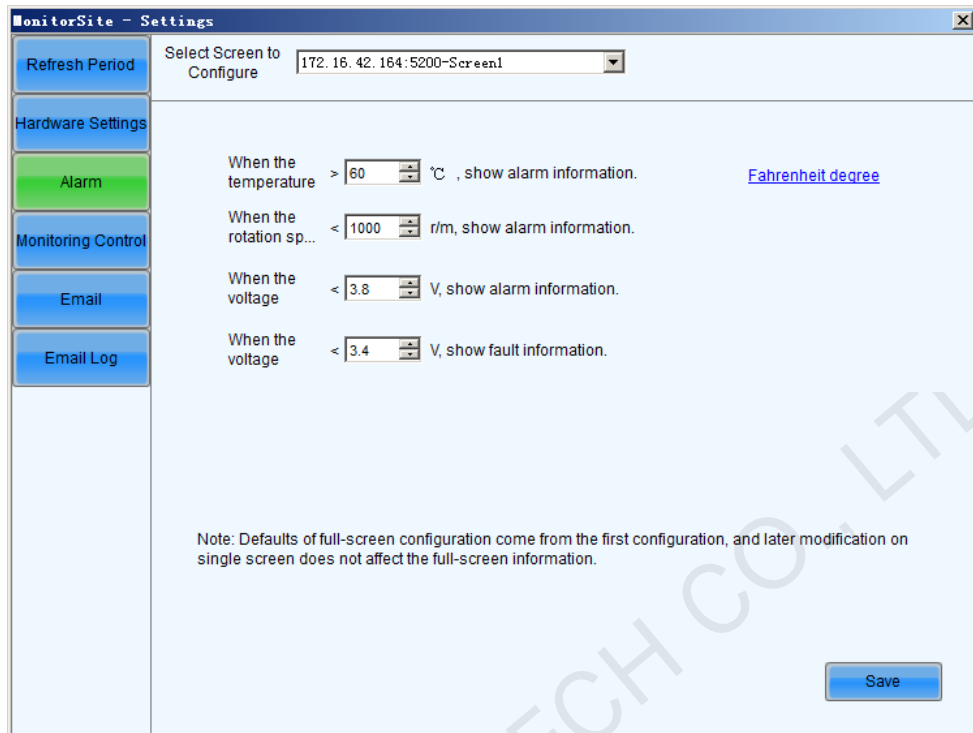 MonitorSite - Settings
Refresh Period
Select Screen to
Configure
172.16.42.164:5200-Screen1
Hardware Settings
Alarm
Monitoring Control
Email
Email Log
When the
temperature > 60 ℃ , show alarm information.
Fahrenheit degree
When the
rotation sp... < 1000 r/m, show alarm information.
When the
voltage < 3.8 V, show alarm information.
When the
voltage < 3.4 V, show fault information.
Note: Defaults of full-screen configuration come from the first configuration, and later modification on
single screen does not affect the full-screen information.
Save
ECH CO., LTD